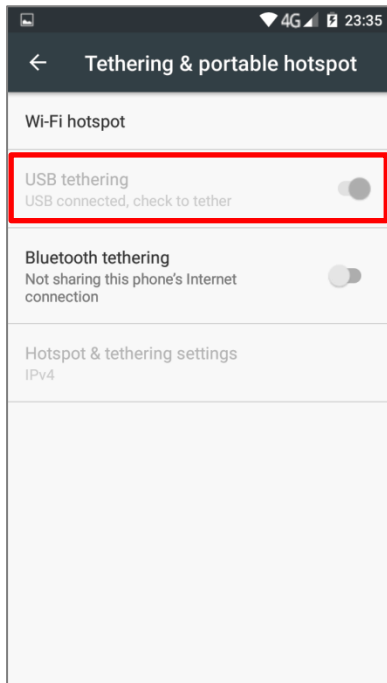 4G 23:35
Tethering & portable hotspot
Wi-Fi hotspot
USB tethering
USB connected, check to tether
Bluetooth tethering
Not sharing this phone's Internet
connection
Hotspot & tethering settings
IPv4